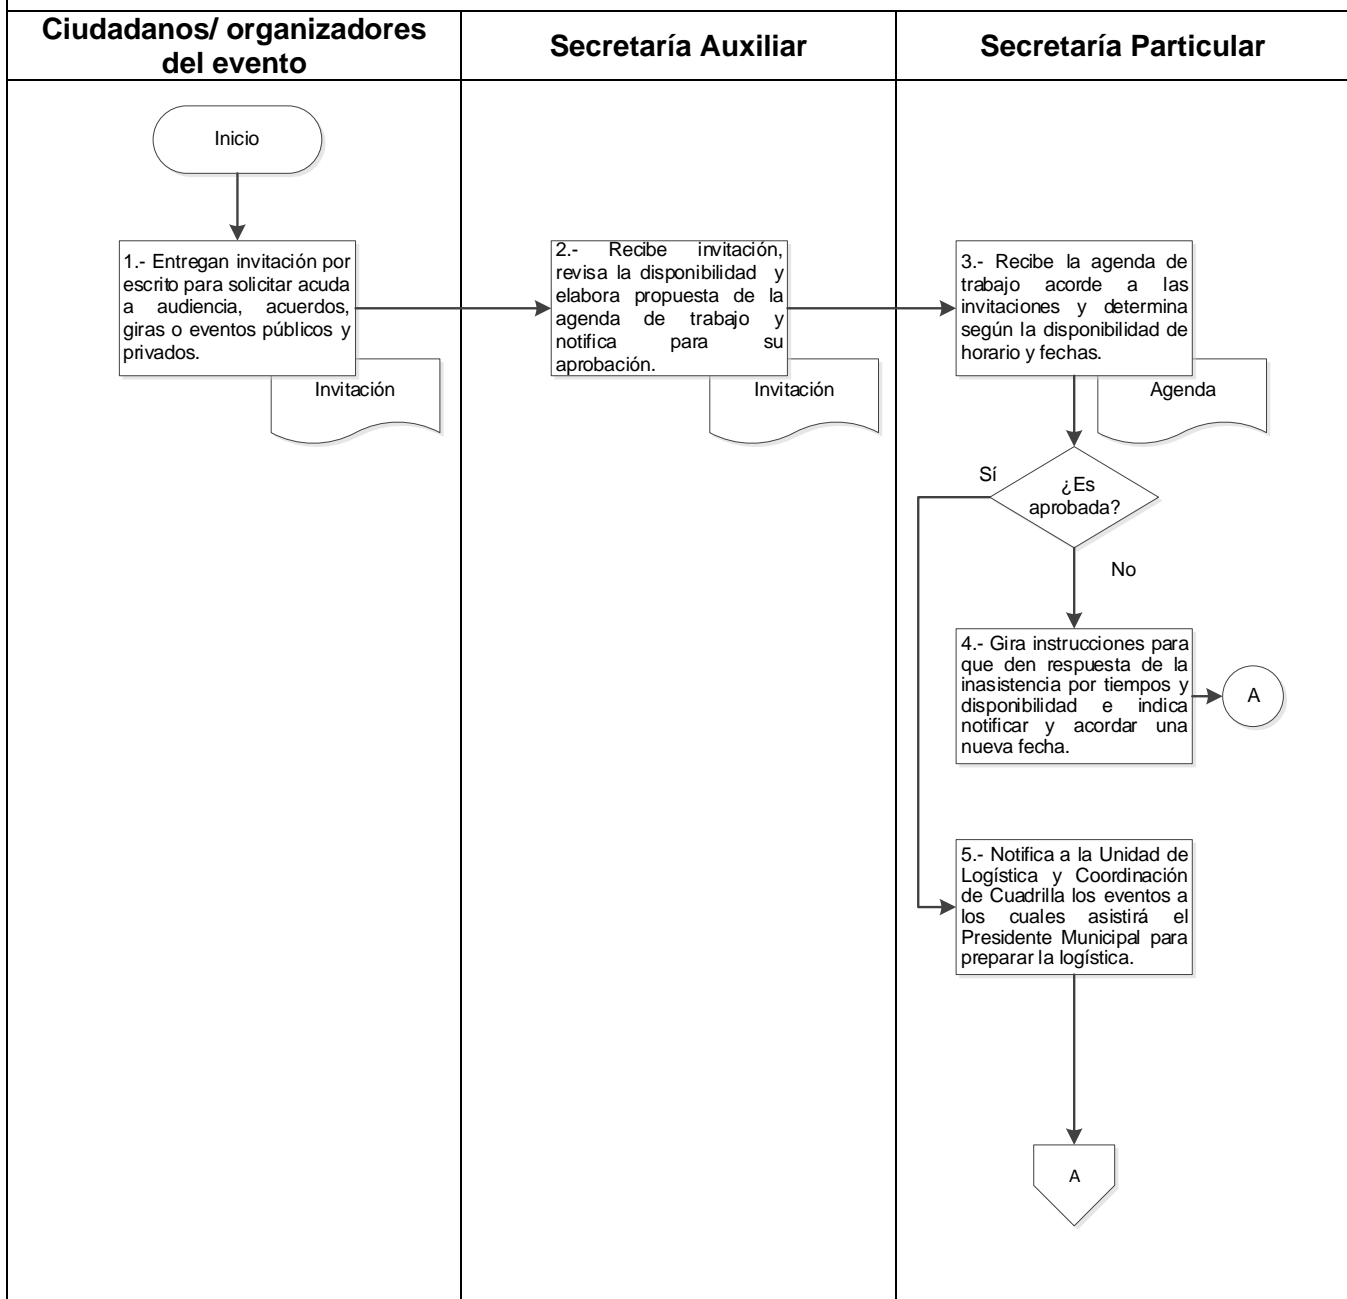 Ciudadanos/ organizadores
del evento
Secretaría Auxiliar
Secretaría Particular
Inicio
1.- Entregan invitación por
escrito para solicitar acuda
a audiencia, acuerdos,
giras o eventos públicos y
privados.
Invitación
2.- Recibe invitación,
revisa la disponibilidad y
elabora propuesta de la
agenda de trabajo y
notifica para su
aprobación.
Invitación
3.- Recibe la agenda de
trabajo acorde a las
invitaciones y determina
según la disponibilidad de
horario y fechas.
Agenda
Sí
¿Es
aprobada?
No
4.- Gira instrucciones para
que den respuesta de la
inasistencia por tiempos y
disponibilidad e indica
notificar y acordar una
nueva fecha.
A
5.- Notifica a la Unidad de
Logística y Coordinación
de Cuadrilla los eventos a
los cuales asistirá el
Presidente Municipal para
preparar la logística.
A